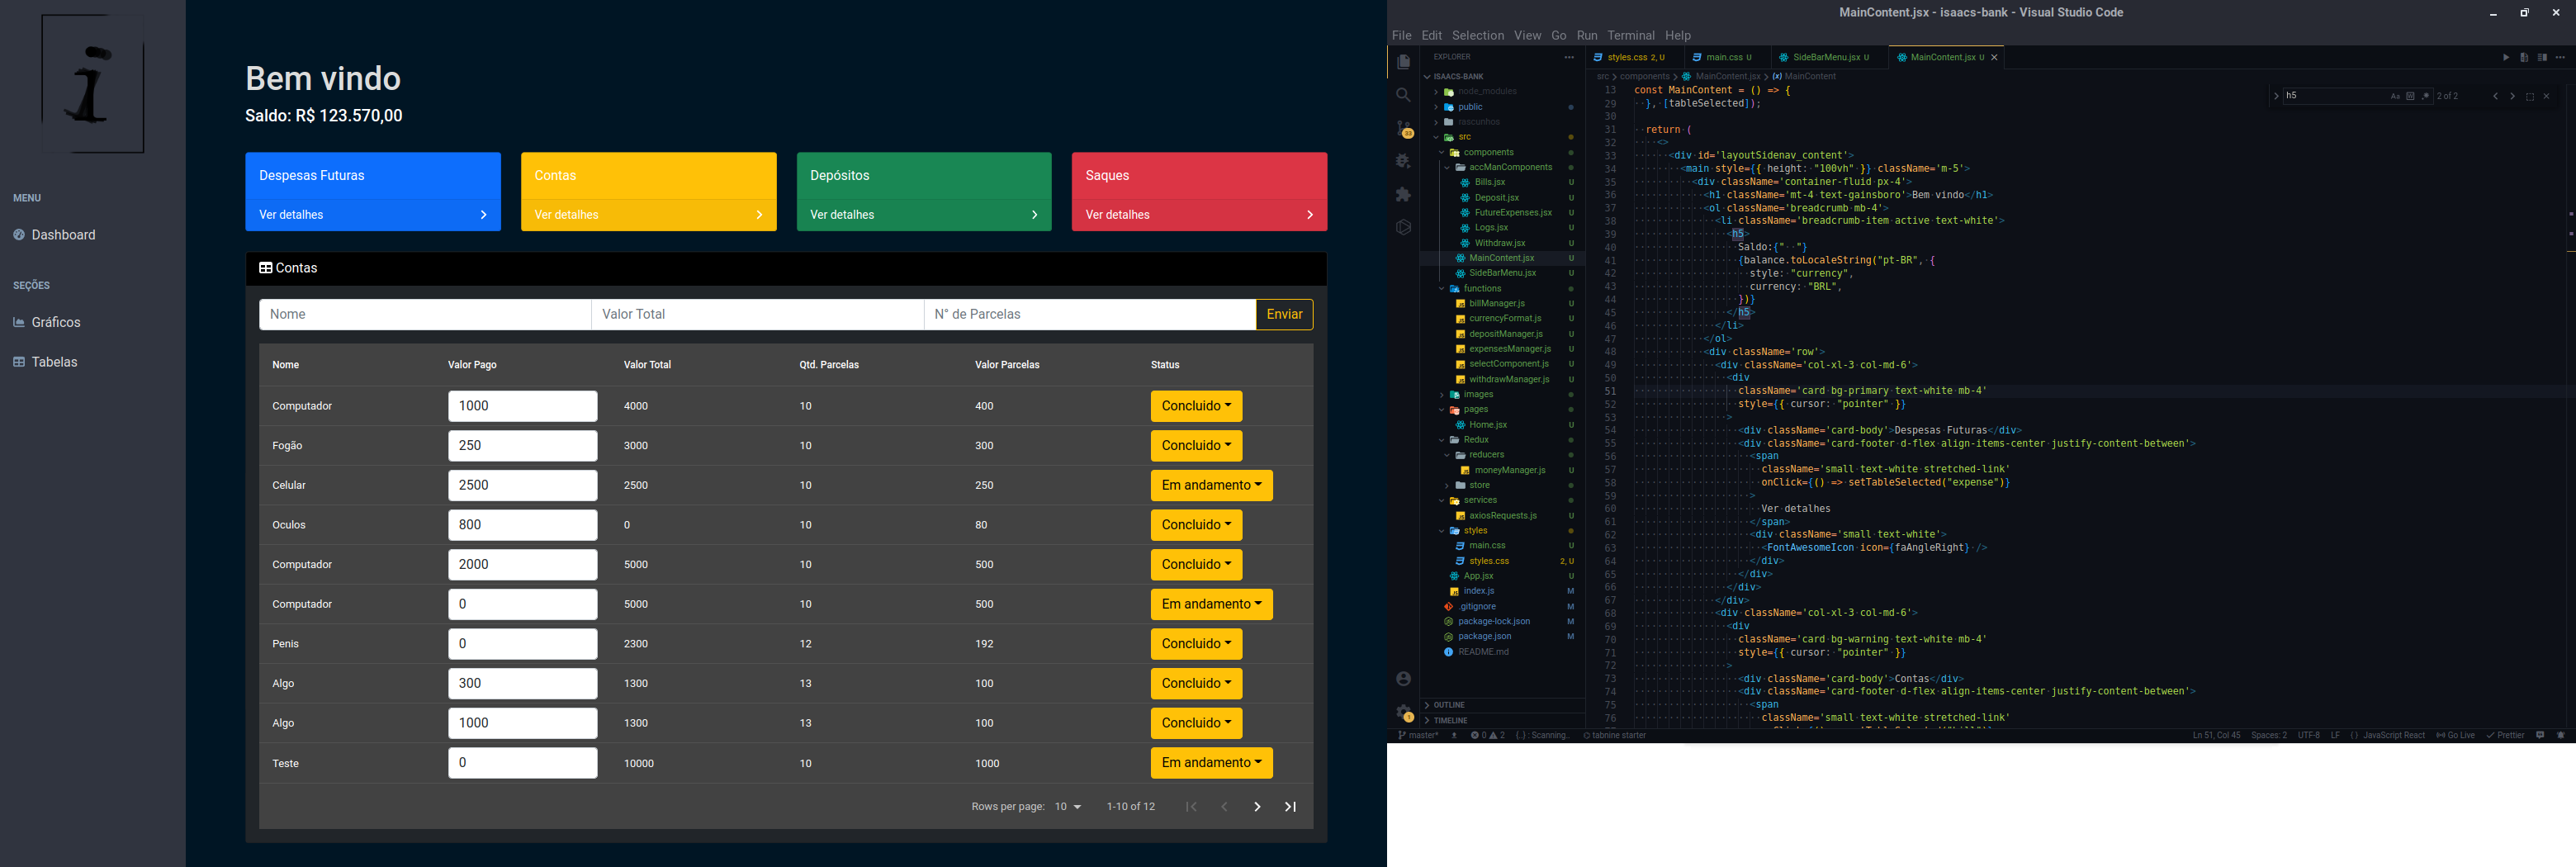 i
Bem vindo
Saldo: R$ 123.570,00
MENU
Dashboard
SEÇÕES
Gráficos
Tabelas
Despesas Futuras
Ver detalhes
Contas
Ver detalhes
Depósitos
Ver detalhes
Saques
Ver detalhes
Contas
Nome Valor Total N° de Parcelas Enviar
Nome Valor Pago Valor Total Qtd. Parcelas Valor Parcelas Status
Computador 1000 4000 10 400 Concluido
Fogão 250 3000 10 300 Concluido
Celular 2500 2500 10 250 Em andamento
Oculos 800 0 10 80 Concluido
Computador 2000 5000 10 500 Concluido
Computador 0 5000 10 500 Em andamento
Penis 0 2300 12 192 Concluido
Algo 300 1300 13 100 Concluido
Algo 1000 1300 13 100 Concluido
Teste 0 10000 10 1000 Em andamento
Rows per page: 10 1-10 of 12
MainContent.jsx - isaacs-bank - Visual Studio Code
File Edit Selection View Go Run Terminal Help
EXPLORER
ISAACS-BANK
node_modules
public
rascunhos
src
components
accManComponents
Bills.jsx U
Deposit.jsx U
FutureExpenses.jsx U
Logs.jsx U
Withdraw.jsx U
MainContent.jsx U
SideBarMenu.jsx U
functions
billManager.js U
currencyFormat.js U
depositManager.js U
expensesManager.js U
selectComponent.js U
withdrawManager.js U
images
pages
Home.jsx U
Redux
reducers
moneyManager.js U
store
services
axiosRequests.js U
styles
main.css U
styles.css 2, U
App.jsx U
index.js M
.gitignore M
package-lock.json M
package.json M
README.md
OUTLINE
TIMELINE
33
1
styles.css 2, U main.css U SideBarMenu.jsx U MainContent.jsx U
src > components > MainContent.jsx > MainContent
h5 Aa 2 of 2
13 const MainContent = () => {
29 }, [tableSelected]);
30
31 return (
32 <>
33 <div id='layoutSidenav_content'>
34 <main style={{ height: "100vh" }} className='m-5'>
35 <div className='container-fluid px-4'>
36 <h1 className='mt-4 text-gainsboro'>Bem vindo</h1>
37 <ol className='breadcrumb mb-4'>
38 <li className='breadcrumb-item active text-white'>
39 <h5>
40 Saldo:{"  "}
41 {balance.toLocaleString("pt-BR", {
42 style: "currency",
43 currency: "BRL",
44 })}
45 </h5>
46 </li>
47 </ol>
48 <div className='row'>
49 <div className='col-xl-3 col-md-6'>
50 <div
51 className='card bg-primary text-white mb-4'
52 style={{ cursor: "pointer" }}
53 >
54 <div className='card-body'>Despesas Futuras</div>
55 <div className='card-footer d-flex align-items-center justify-content-between'>
56 <span
57 className='small text-white stretched-link'
58 onClick={() => setTableSelected("expense")}
59 >
60 Ver detalhes
61 </span>
62 <div className='small text-white'>
63 <FontAwesomeIcon icon={faAngleRight} />
64 </div>
65 </div>
66 </div>
67 </div>
68 <div className='col-xl-3 col-md-6'>
69 <div
70 className='card bg-warning text-white mb-4'
71 style={{ cursor: "pointer" }}
72 >
73 <div className='card-body'>Contas</div>
74 <div className='card-footer d-flex align-items-center justify-content-between'>
75 <span
76 className='small text-white stretched-link'
master* 0 2 {..} : Scanning.. tabnine starter Ln 51, Col 45 Spaces: 2 UTF-8 LF { } JavaScript React Go Live Prettier